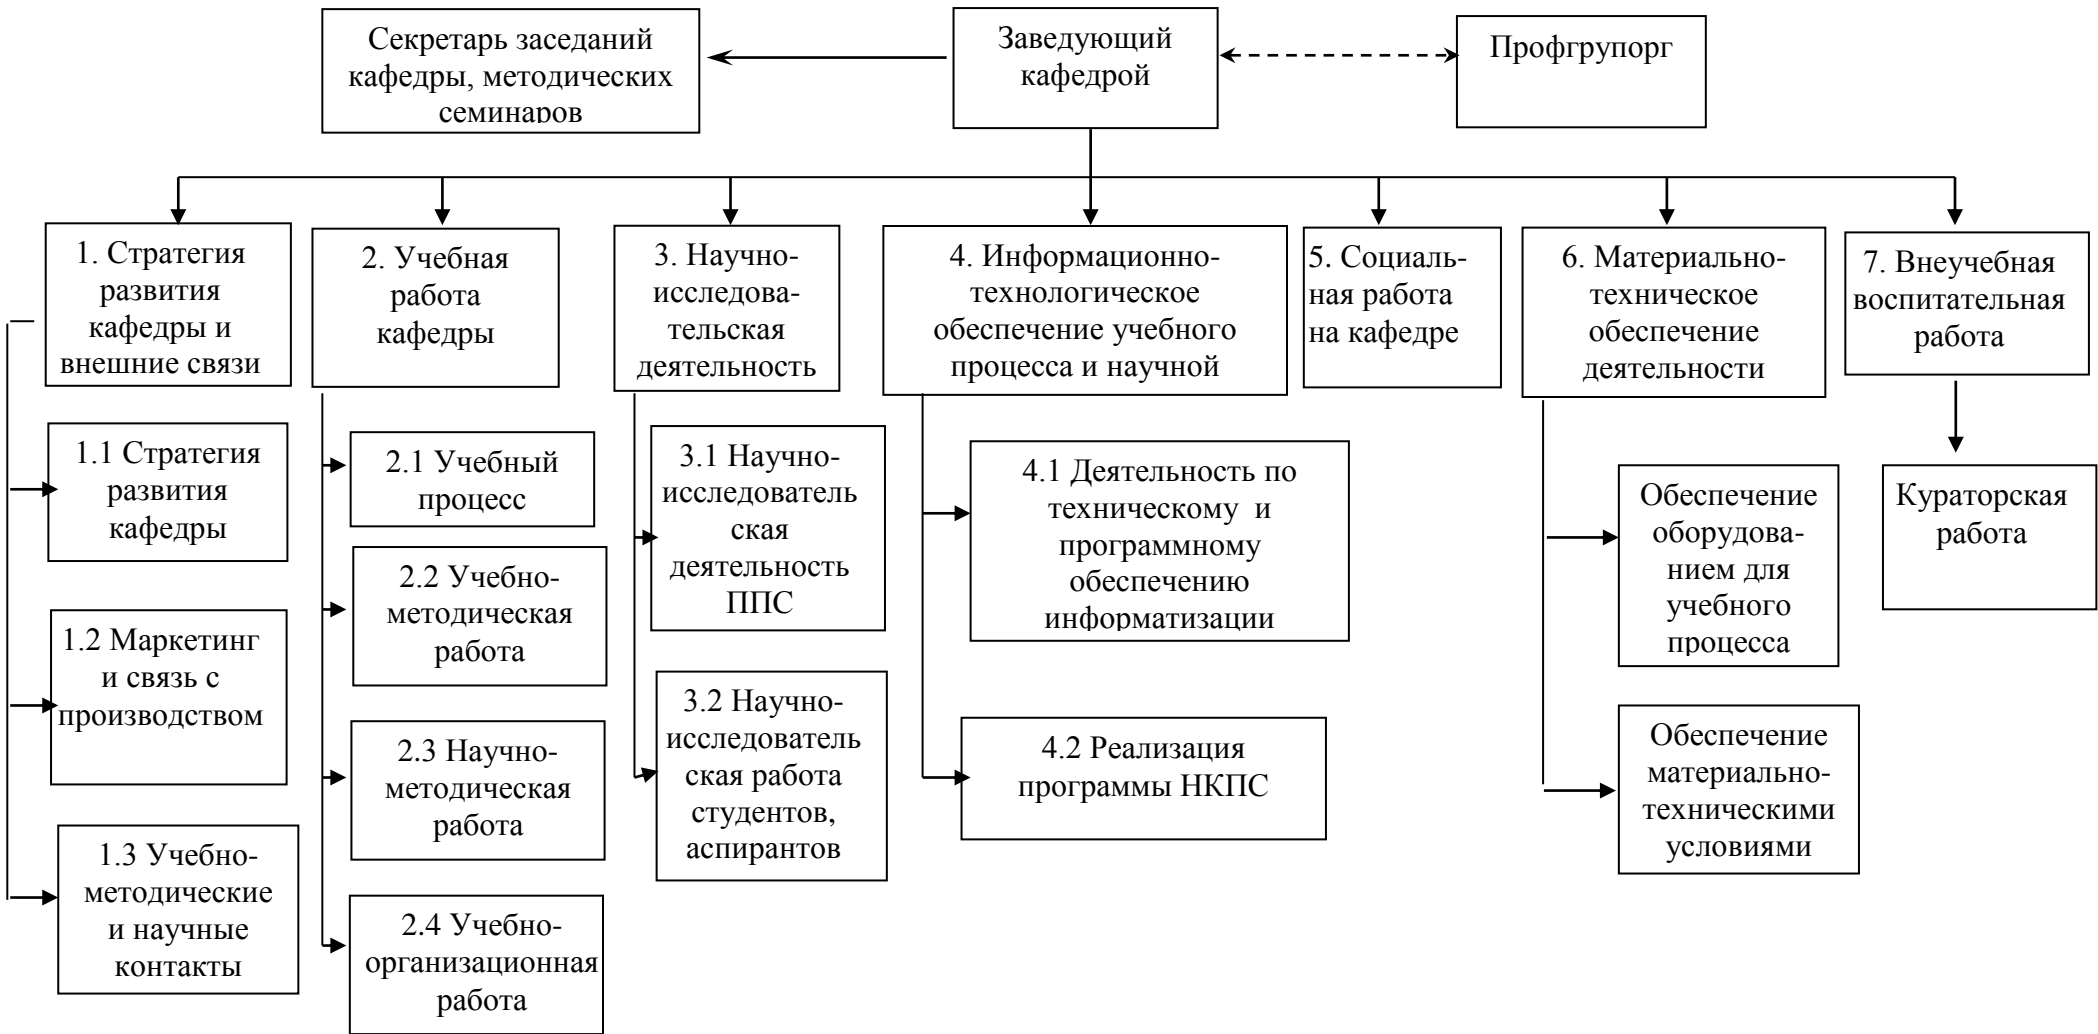 Секретарь заседаний
кафедры, методических
семинаров
Заведующий
кафедрой
Профгрупорг
1. Стратегия
развития
кафедры и
внешние связи
2. Учебная
работа
кафедры
3. Научно-
исследова-
тельская
деятельность
4. Информационно-
технологическое
обеспечение учебного
процесса и научной
5. Социаль-
ная работа
на кафедре
6. Материально-
техническое
обеспечение
деятельности
7. Внеучебная
воспитательная
работа
1.1 Стратегия
развития
кафедры
1.2 Маркетинг
и связь с
производством
1.3 Учебно-
методические
и научные
контакты
2.1 Учебный
процесс
2.2 Учебно-
методическая
работа
2.3 Научно-
методическая
работа
2.4 Учебно-
организационная
работа
3.1 Научно-
исследователь
ская
деятельность
ППС
3.2 Научно-
исследователь
ская работа
студентов,
аспирантов
4.1 Деятельность по
техническому и
программному
обеспечению
информатизации
4.2 Реализация
программы НКПС
Обеспечение
оборудова-
нием для
учебного
процесса
Обеспечение
материально-
техническими
условиями
Кураторская
работа